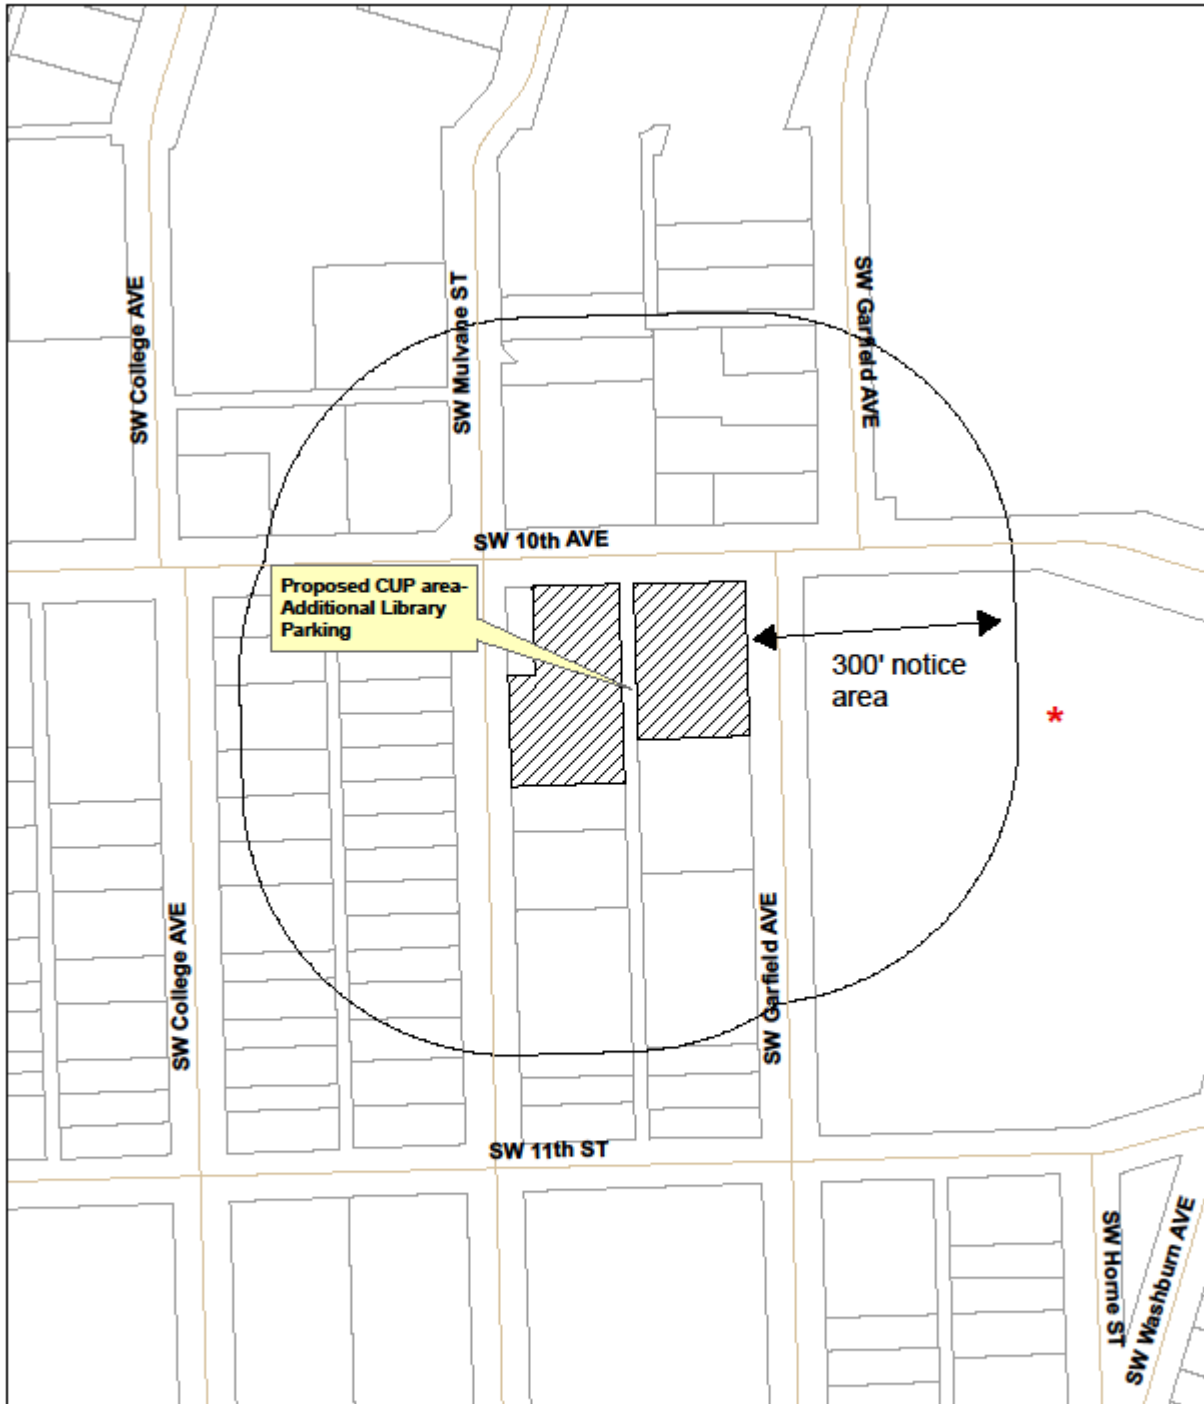 SW College AVE
SW Mulvane ST
SW Garfield AVE
SW 10th AVE
Proposed CUP area-
Additional Library
Parking
300' notice
area
*
SW College AVE
SW Garfield AVE
SW 11th ST
SW Horne ST
SW Washburn AVE